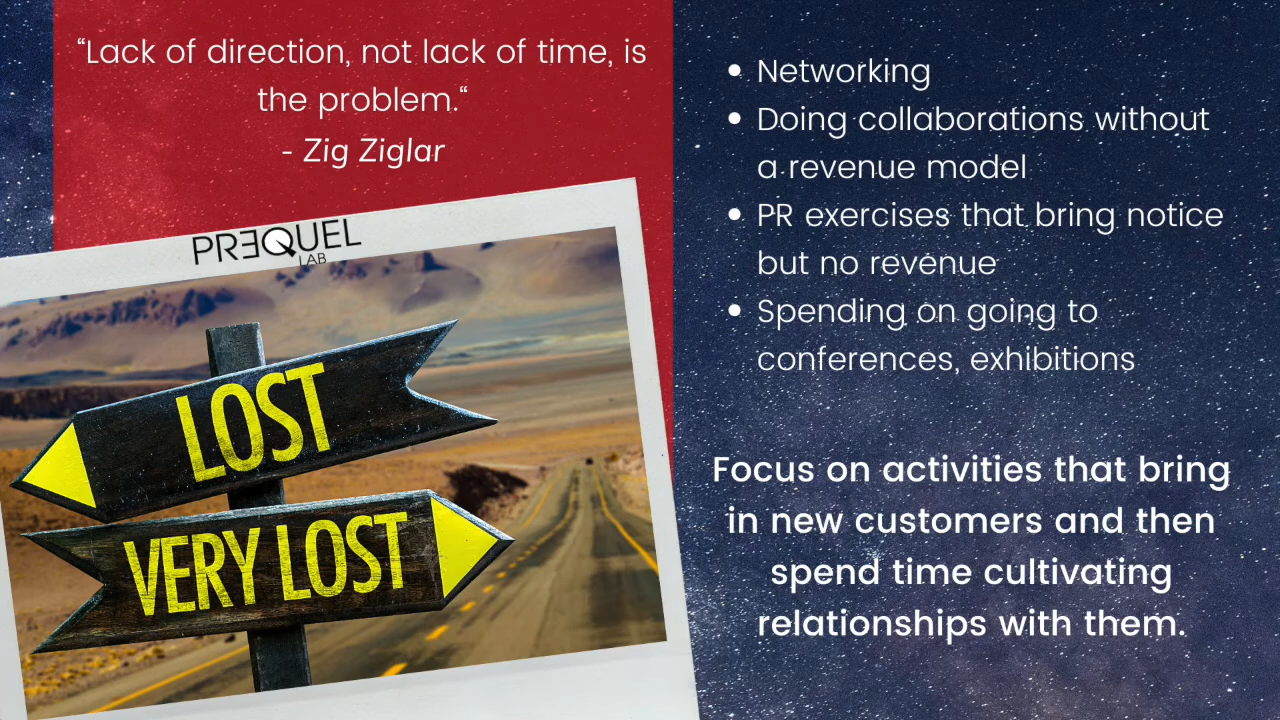 “Lack of direction, not lack of time, is
the problem.“
- Zig Ziglar
PRƎQUEL
LAB
LOST
VERY LOST
• Networking
• Doing collaborations without
a revenue model
• PR exercises that bring notice
but no revenue
• Spending on going to
conferences, exhibitions
Focus on activities that bring
in new customers and then
spend time cultivating
relationships with them.